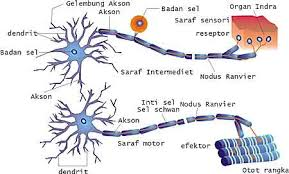 Gelembung Akson
Akson
Badan sel
Organ Indra
Saraf sensori
dendrit
reseptor
Badan sel
Saraf Intermediet
Nodus Ranvier
Akson
Inti sel
Sel schwan
Nodus Ranvier
Akson
Saraf motor
efektor
dendrit
Otot rangka